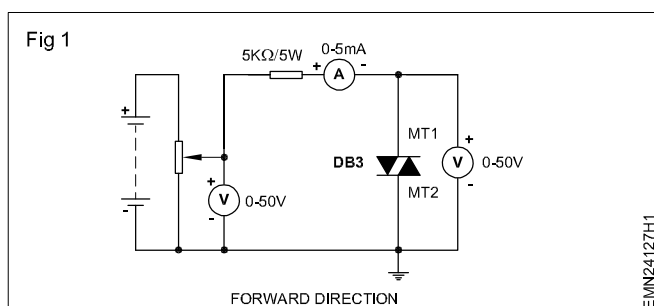 Fig 1
5KΩ/5W
0-5mA
+ A -
+
-
MT1
DB3
MT2
+
V
-
0-50V
+
V
-
0-50V
FORWARD DIRECTION
EMN24127H1